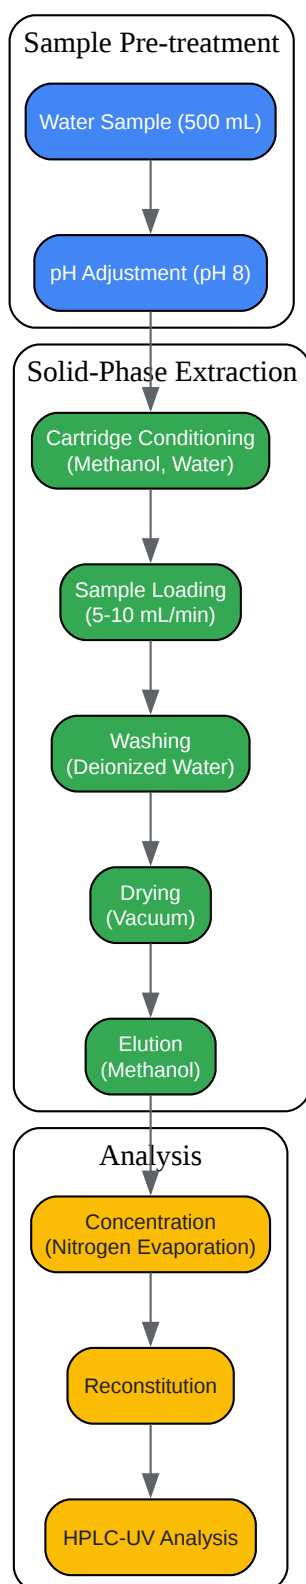 Sample Pre-treatment
Water Sample (500 mL)
pH Adjustment (pH 8)
Solid-Phase Extraction
Cartridge Conditioning
(Methanol, Water)
Sample Loading
(5-10 mL/min)
Washing
(Deionized Water)
Drying
(Vacuum)
Elution
(Methanol)
Analysis
Concentration
(Nitrogen Evaporation)
Reconstitution
HPLC-UV Analysis